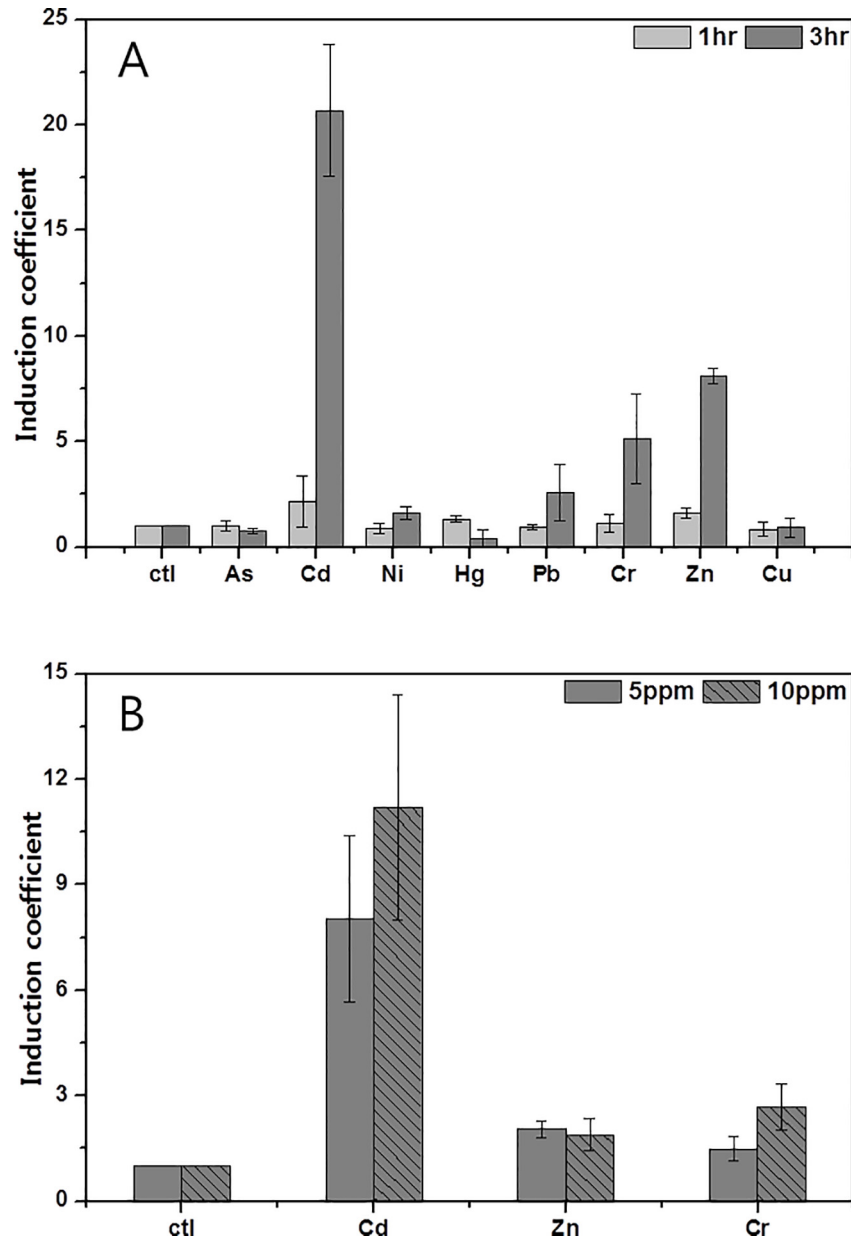 A
1hr 3hr
Induction coefficient
25
20
15
10
5
0
ctl As Cd Ni Hg Pb Cr Zn Cu
B
5ppm 10ppm
Induction coefficient
15
12
9
6
3
0
ctl Cd Zn Cr